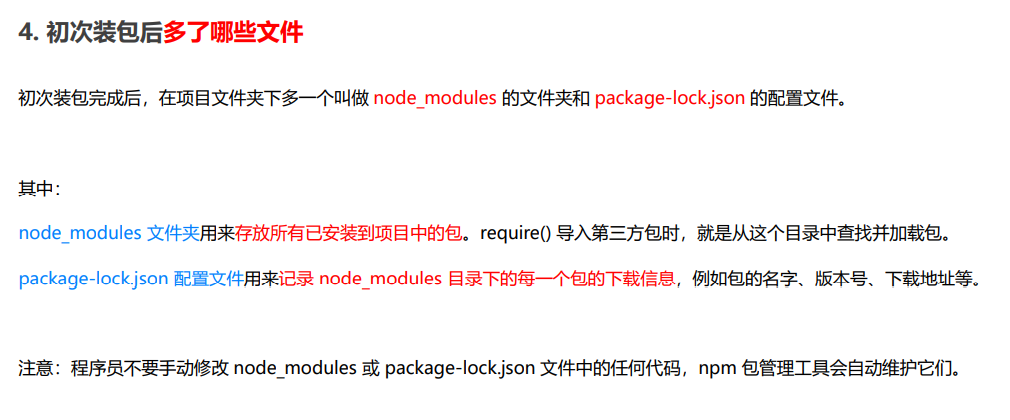 4. 初次装包后多了哪些文件
初次装包完成后，在项目文件夹下多一个叫做 node_modules 的文件夹和 package-lock.json 的配置文件。
其中：
node_modules 文件夹用来存放所有已安装到项目中的包。require() 导入第三方包时，就是从这个目录中查找并加载包。
package-lock.json 配置文件用来记录 node_modules 目录下的每一个包的下载信息，例如包的名字、版本号、下载地址等。
注意：程序员不要手动修改 node_modules 或 package-lock.json 文件中的任何代码，npm 包管理工具会自动维护它们。